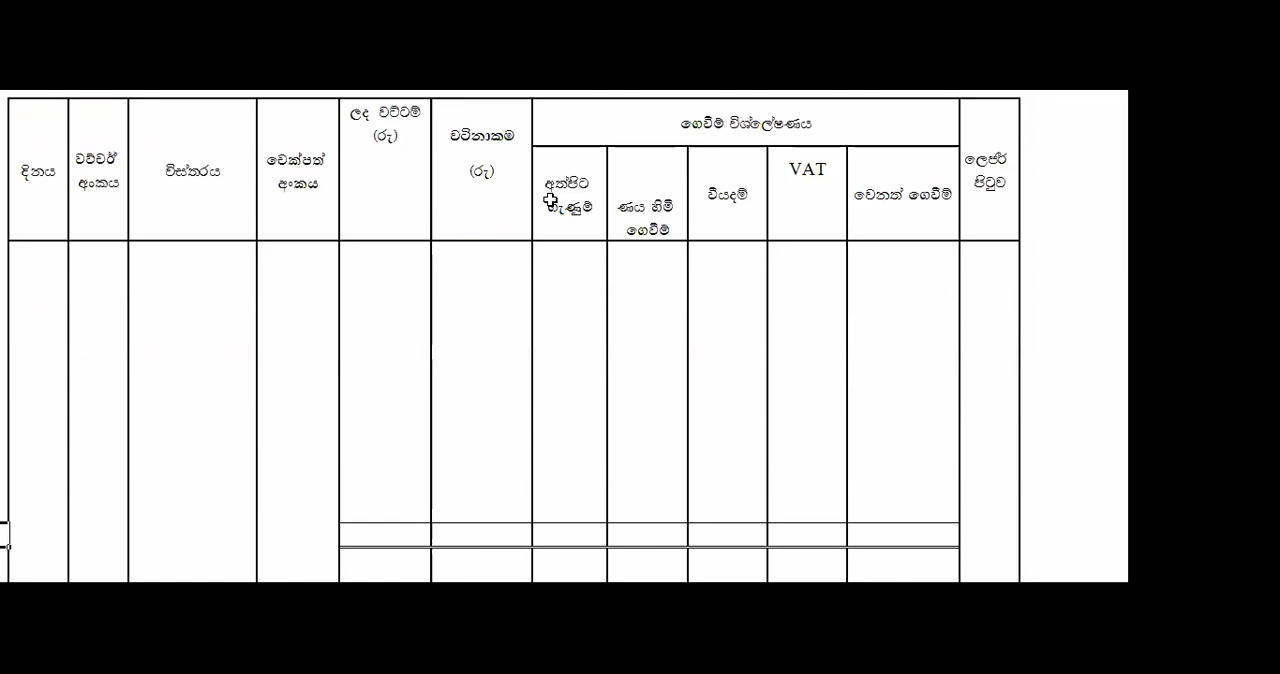 දිනය
වව්චර්
අංකය
විස්තරය
චෙක්පත්
අංකය
ලද වට්ටම්
(රු)
වටිනාකම
(රු)
ගෙවීම් විශ්ලේෂණය
අත්පිට
ගැණුම්
ණය හිමි
ගෙවීම්
වියදම්
VAT
වෙනත් ගෙවීම්
ලෙජර්
පිටුව